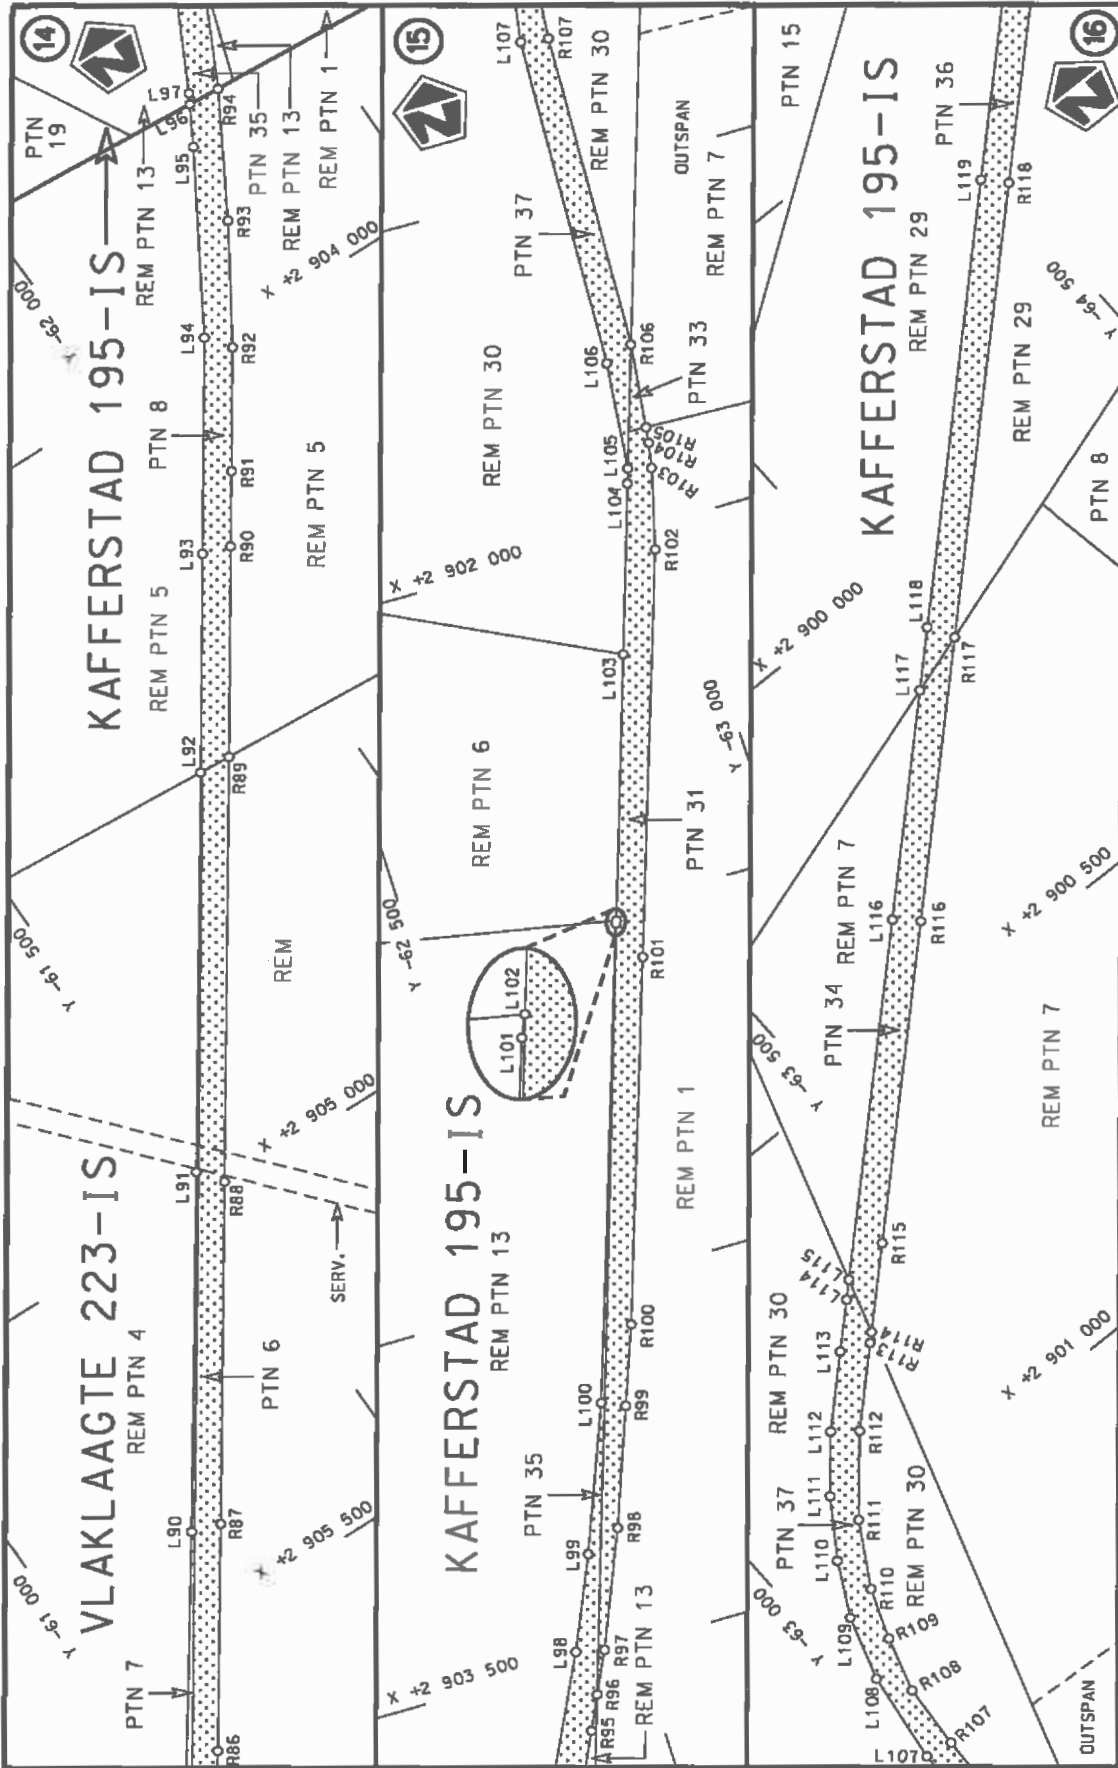 14
VLAKLAAGTE 223-IS
REM PTN 4
KAFFERSTAD 195-IS
REM PTN 5
REM PTN 13
PTN 19
PTN 7
PTN 6
PTN 8
REM
REM PTN 5
PTN 35
REM PTN 13
REM PTN 1
SERV.
Y -61 000
Y -61 500
Y -62 000
X +2 905 500
X +2 905 000
X +2 904 000
L90
L91
L92
L93
L94
L95
L96
L97
R86
R87
R88
R89
R90
R91
R92
R93
R94
15
KAFFERSTAD 195-IS
REM PTN 13
REM PTN 6
REM PTN 30
PTN 37
REM PTN 30
PTN 35
REM PTN 13
REM PTN 1
PTN 31
PTN 33
REM PTN 7
OUTSPAN
X +2 903 500
X +2 902 000
Y -62 500
Y -63 000
L98
L99
L100
L101
L102
L103
L104
L105
L106
L107
R95
R96
R97
R98
R99
R100
R101
R102
R103
R104
R105
R106
R107
16
KAFFERSTAD 195-IS
REM PTN 29
PTN 36
PTN 15
PTN 37
REM PTN 30
PTN 34
REM PTN 7
REM PTN 30
REM PTN 7
REM PTN 29
PTN 8
OUTSPAN
Y -63 000
Y -63 500
Y -64 500
X +2 901 000
X +2 900 500
X +2 900 000
L107
L108
L109
L110
L111
L112
L113
L114
L115
L116
L117
L118
L119
R107
R108
R109
R110
R111
R112
R113
R114
R115
R116
R117
R118